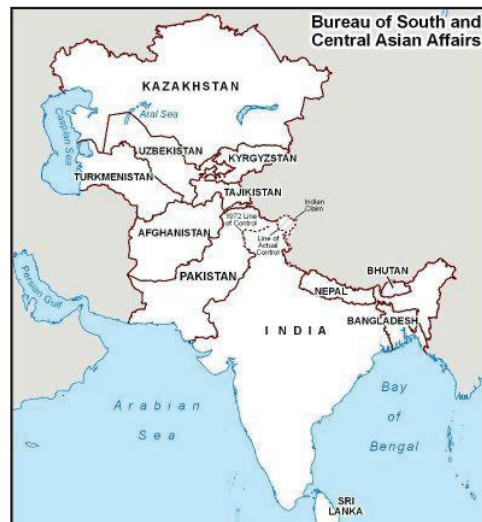 Bureau of South and
Central Asian Affairs
KAZAKHSTAN
Aral Sea
Caspian Sea
UZBEKISTAN
KYRGYZSTAN
TURKMENISTAN
TAJIKISTAN
Indian
Claim
1972 Line
of Control
Line of
Actual
Control
AFGHANISTAN
PAKISTAN
BHUTAN
NEPAL
Persian Gulf
BANGLADESH
INDIA
Arabian
Sea
Bay
of
Bengal
SRI
LANKA